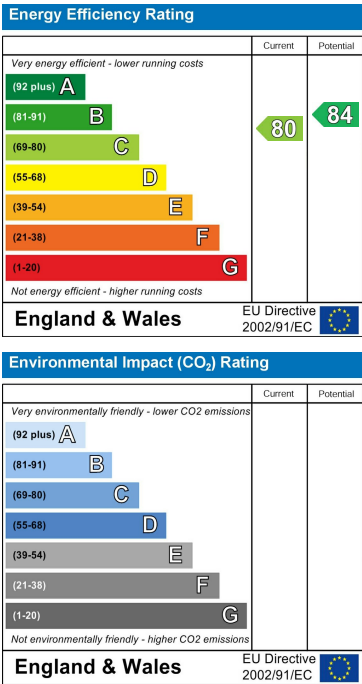 Energy Efficiency Rating
Current Potential
Very energy efficient - lower running costs
(92 plus) A
(81-91) B
(69-80) C
(55-68) D
(39-54) E
(21-38) F
(1-20) G
80
84
Not energy efficient - higher running costs
England & Wales
EU Directive
2002/91/EC
Environmental Impact (CO₂) Rating
Current Potential
Very environmentally friendly - lower CO2 emissions
(92 plus) A
(81-91) B
(69-80) C
(55-68) D
(39-54) E
(21-38) F
(1-20) G
Not environmentally friendly - higher CO2 emissions
England & Wales
EU Directive
2002/91/EC